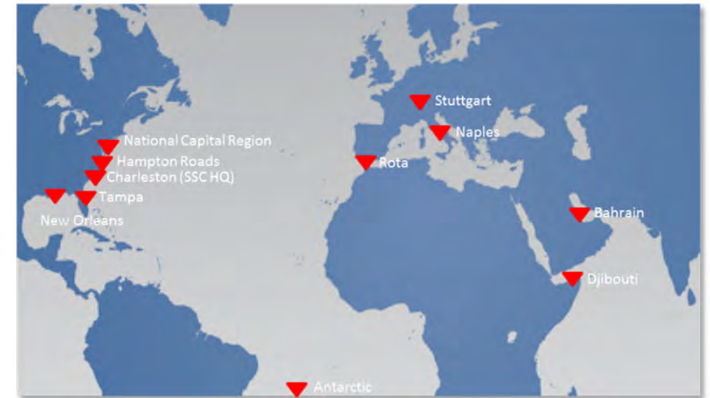 Stuttgart
National Capital Region
Naples
Hampton Roads
Rota
Charleston (SSC HQ)
Tampa
New Orleans
Bahrain
Djibouti
Antarctic